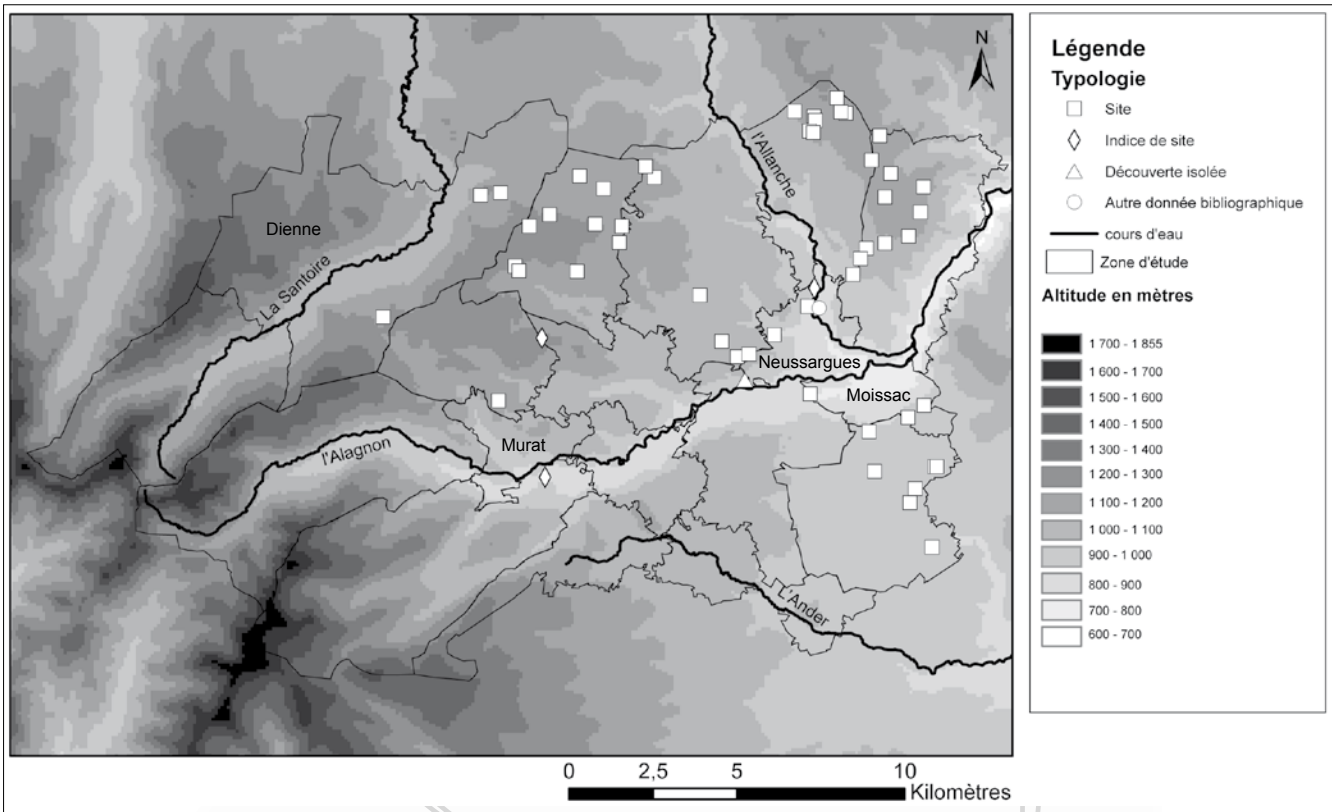 N
l'Allanche
Dienne
La Santoire
Neussargues
Moissac
Murat
l'Alagnon
L'Ander
0 2,5 5 10
Kilomètres
Légende
Typologie
Site
Indice de site
Découverte isolée
Autre donnée bibliographique
cours d'eau
Zone d'étude
Altitude en mètres
1 700 - 1 855
1 600 - 1 700
1 500 - 1 600
1 400 - 1 500
1 300 - 1 400
1 200 - 1 300
1 100 - 1 200
1 000 - 1 100
900 - 1 000
800 - 900
700 - 800
600 - 700